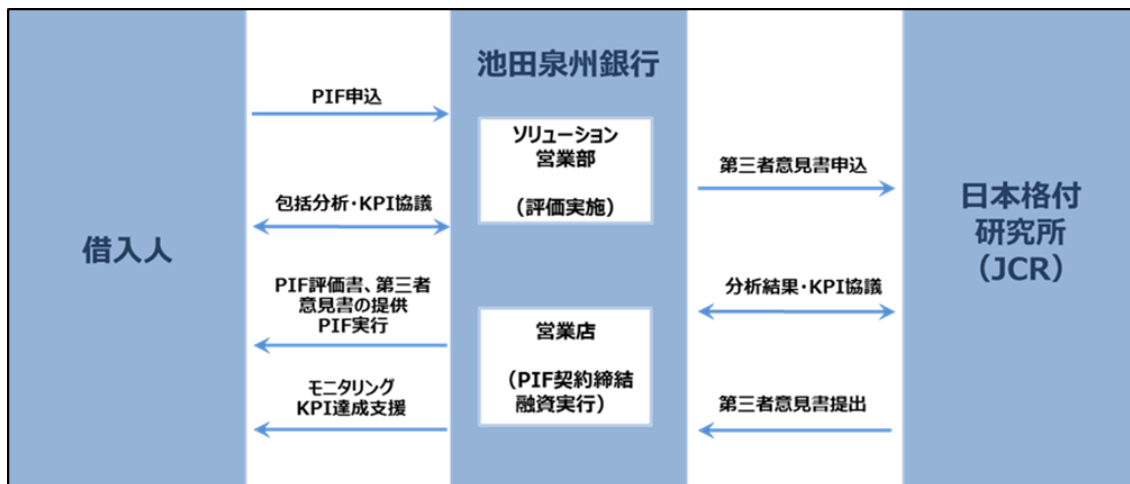 借入人
PIF申込
包括分析・KPI協議
PIF評価書、第三者
意見書の提供
PIF実行
モニタリング
KPI達成支援
池田泉州銀行
ソリューション
営業部
（評価実施）
営業店
（PIF契約締結
融資実行）
第三者意見書申込
分析結果・KPI協議
第三者意見書提出
日本格付
研究所
（JCR）